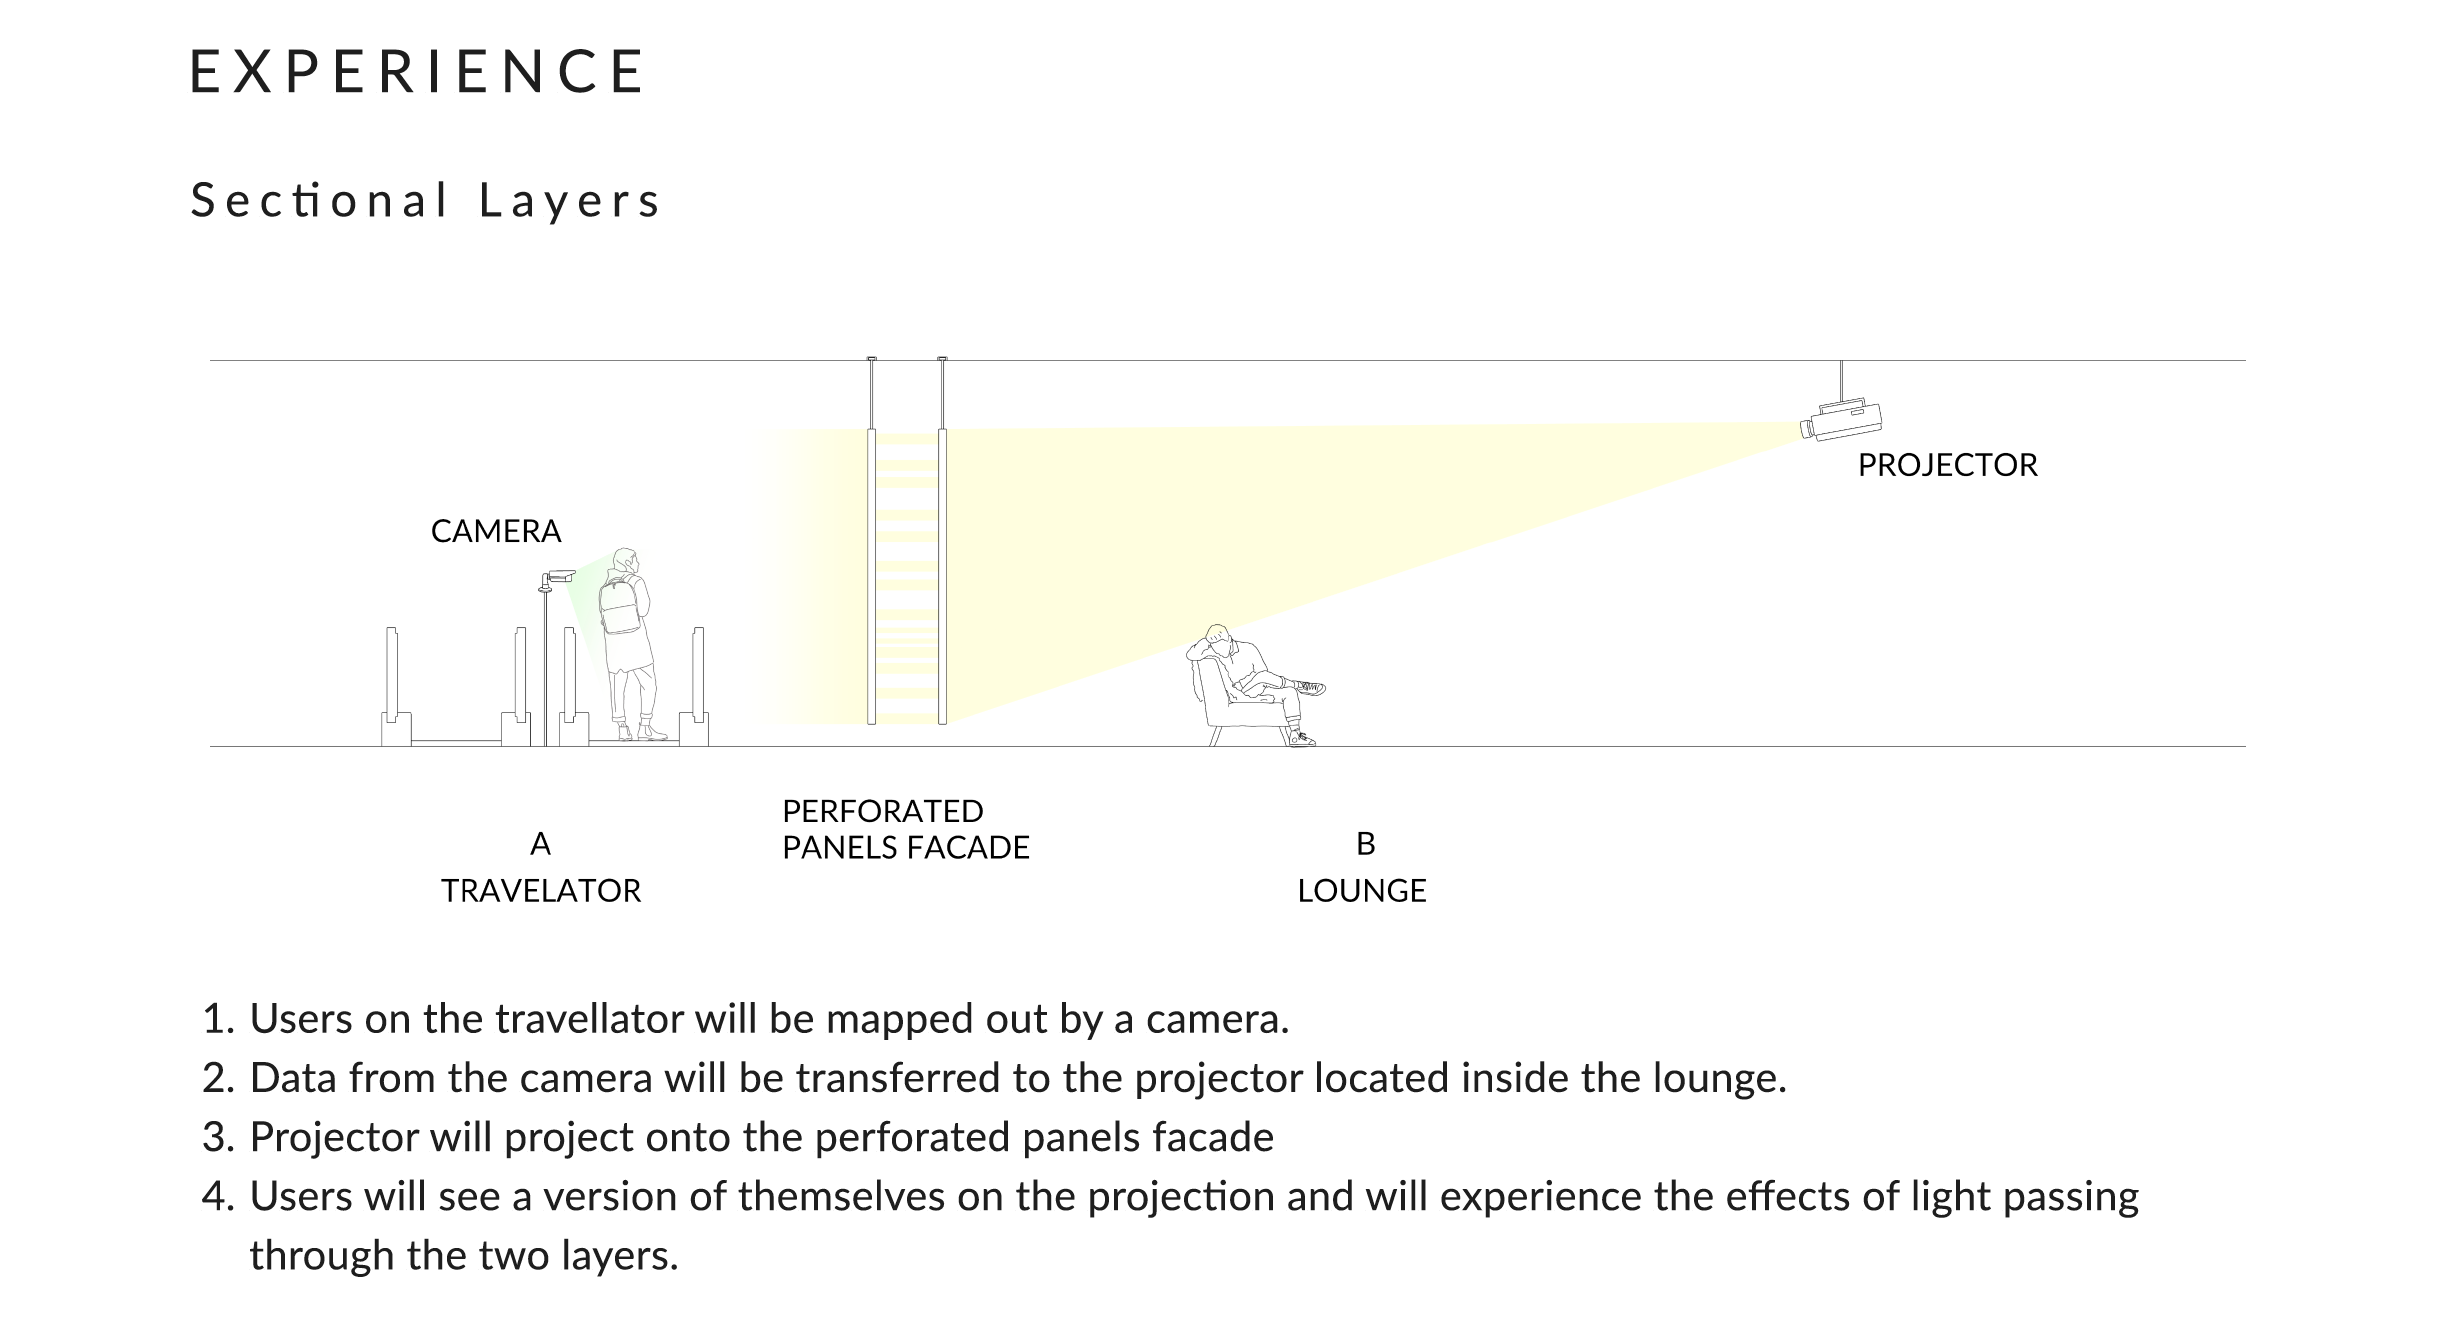 EXPERIENCE
Sectional Layers
PROJECTOR
CAMERA
PERFORATED
PANELS FACADE
A
TRAVELATOR
B
LOUNGE
1. Users on the travellator will be mapped out by a camera.
2. Data from the camera will be transferred to the projector located inside the lounge.
3. Projector will project onto the perforated panels facade
4. Users will see a version of themselves on the projection and will experience the effects of light passing
through the two layers.